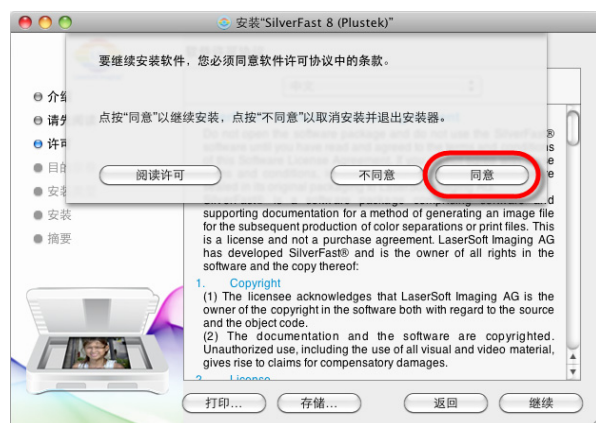 安装“SilverFast 8 (Plustek)”
要继续安装软件，您必须同意软件许可协议中的条款。
点按“同意”以继续安装，点按“不同意”以取消安装并退出安装器。
阅读许可
不同意
同意
介绍
请先
许可
目的
安装
安装
摘要
supporting documentation for a method of generating an image file
for the subsequent production of color separations or print files. This
is a license and not a purchase agreement. LaserSoft Imaging AG
has developed SilverFast® and is the owner of all rights in the
software and the copy thereof:
1. Copyright
(1) The licensee acknowledges that LaserSoft Imaging AG is the
owner of the copyright in the software both with regard to the source
and the object code.
(2) The documentation and the software are copyrighted.
Unauthorized use, including the use of all visual and video material,
gives rise to claims for compensatory damages.
2. License
打印...
存储...
返回
继续